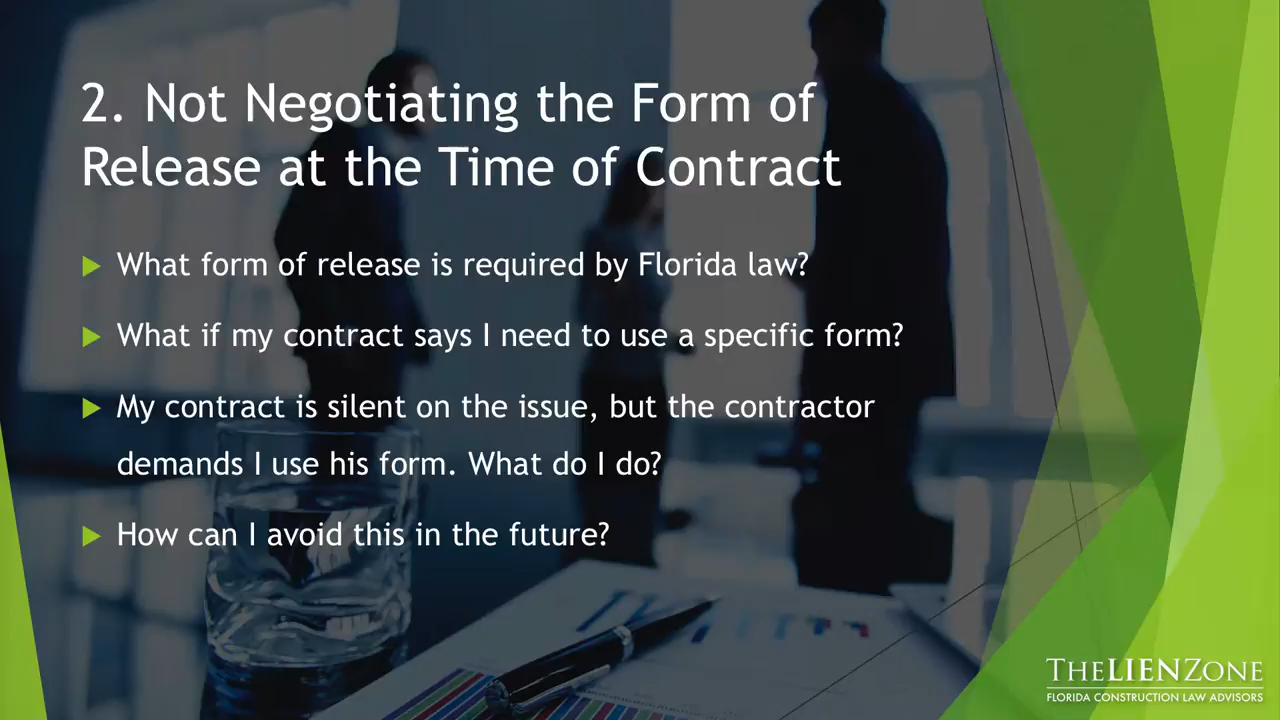 2. Not Negotiating the Form of
Release at the Time of Contract
What form of release is required by Florida law?
What if my contract says I need to use a specific form?
My contract is silent on the issue, but the contractor
demands I use his form. What do I do?
How can I avoid this in the future?
THELIENZONE
FLORIDA CONSTRUCTION LAW ADVISORS